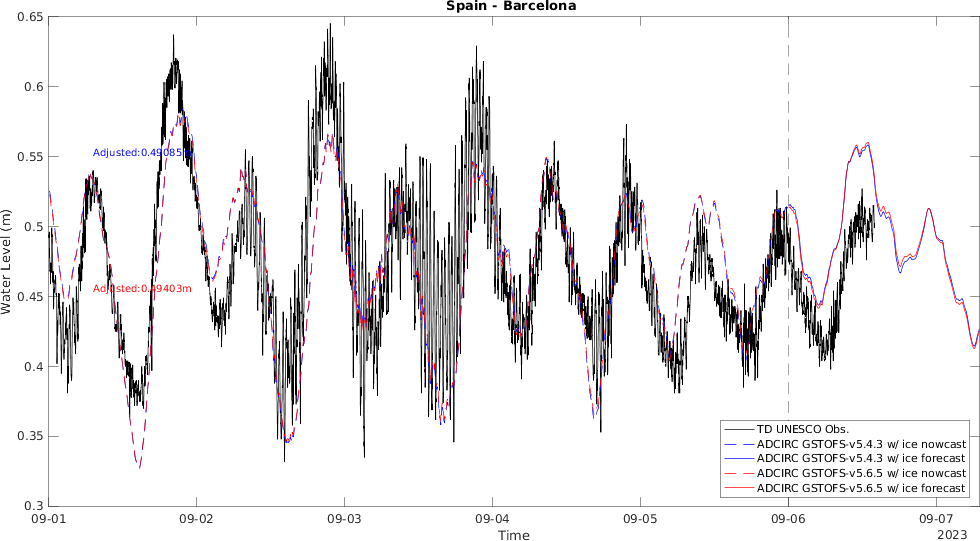 Spain - Barcelona
Water Level (m)
0.65
0.6
0.55
0.5
0.45
0.4
0.35
0.3
Adjusted:0.49085m
Adjusted:0.49403m
TD UNESCO Obs.
ADCIRC GSTOFS-v5.4.3 w/ ice nowcast
ADCIRC GSTOFS-v5.4.3 w/ ice forecast
ADCIRC GSTOFS-v5.6.5 w/ ice nowcast
ADCIRC GSTOFS-v5.6.5 w/ ice forecast
09-01 09-02 09-03 09-04 09-05 09-06 09-07
Time
2023